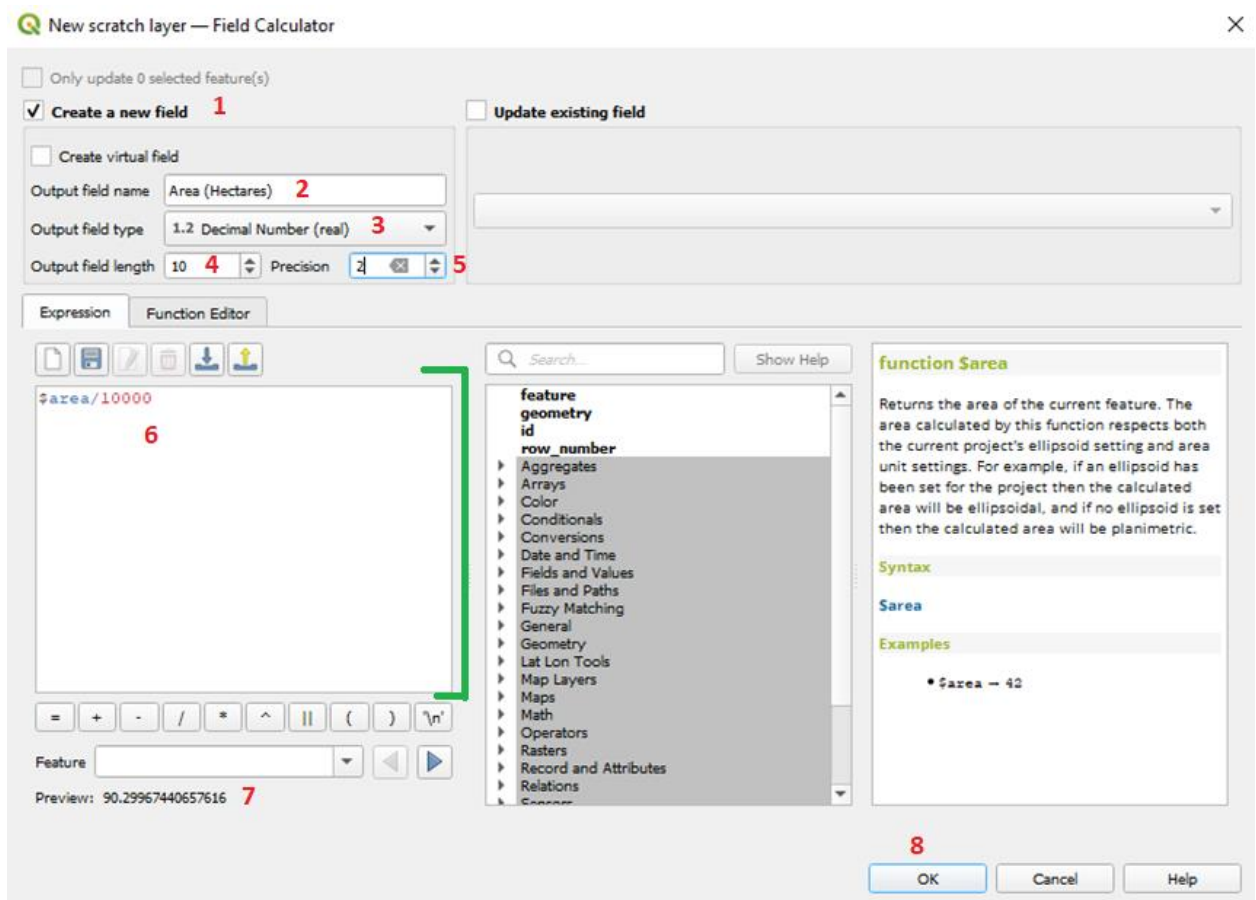 New scratch layer — Field Calculator
Only update 0 selected feature(s)
Create a new field 1
Update existing field
Create virtual field
Output field name Area (Hectares) 2
Output field type 1.2 Decimal Number (real) 3
Output field length 10 4 Precision 2 5
Expression Function Editor
Search... Show Help
$area/10000
6
feature
geometry
id
row_number
Aggregates
Arrays
Color
Conditionals
Conversions
Date and Time
Fields and Values
Files and Paths
Fuzzy Matching
General
Geometry
Lat Lon Tools
Map Layers
Maps
Math
Operators
Rasters
Record and Attributes
Relations
Sensors
function $area
Returns the area of the current feature. The
area calculated by this function respects both
the current project's ellipsoid setting and area
unit settings. For example, if an ellipsoid has
been set for the project then the calculated
area will be ellipsoidal, and if no ellipsoid is set
then the calculated area will be planimetric.
Syntax
$area
Examples
• $area → 42
= + - / * ^ || ( ) '\n'
Feature
Preview: 90.29967440657616 7
8
OK Cancel Help